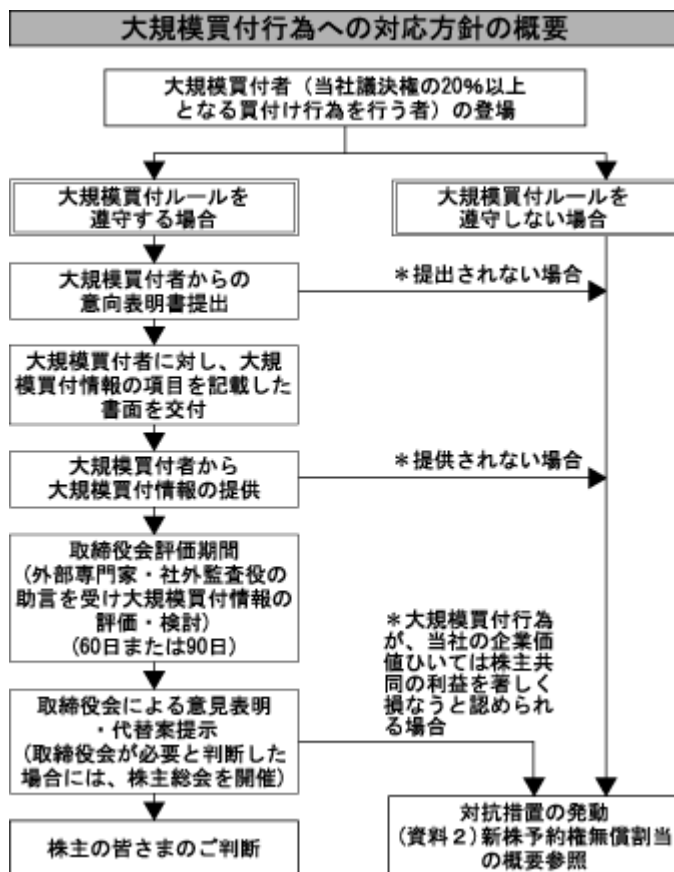 大規模買付行為への対応方針の概要
大規模買付者（当社議決権の20％以上
となる買付け行為を行う者）の登場
大規模買付ルールを
遵守する場合
大規模買付ルールを
遵守しない場合
大規模買付者からの
意向表明書提出
＊提出されない場合
大規模買付者に対し、大規
模買付情報の項目を記載した
書面を交付
大規模買付者から
大規模買付情報の提供
＊提供されない場合
取締役会評価期間
(外部専門家・社外監査役の
助言を受け大規模買付情報の
評価・検討)
(60日または90日)
＊大規模買付行為
が、当社の企業価
値ひいては株主共
同の利益を著しく
損なうと認められ
る場合
取締役会による意見表明
・代替案提示
(取締役会が必要と判断した
場合には、株主総会を開催)
株主の皆さまのご判断
対抗措置の発動
(資料２)新株予約権無償割当
の概要参照